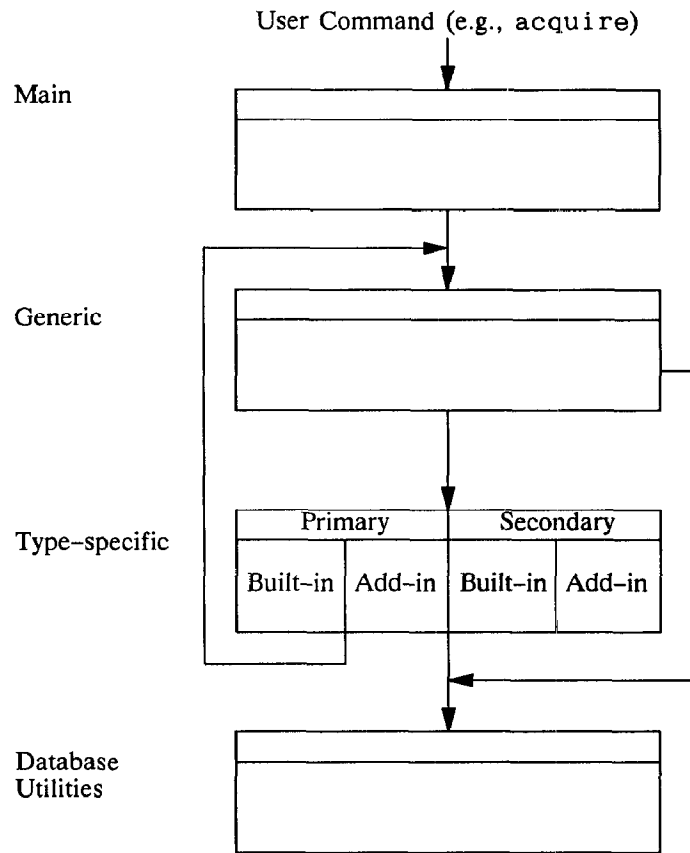 User Command (e.g., acquire)
Main
Generic
Type-specific
Primary
Secondary
Built-in
Add-in
Built-in
Add-in
Database
Utilities